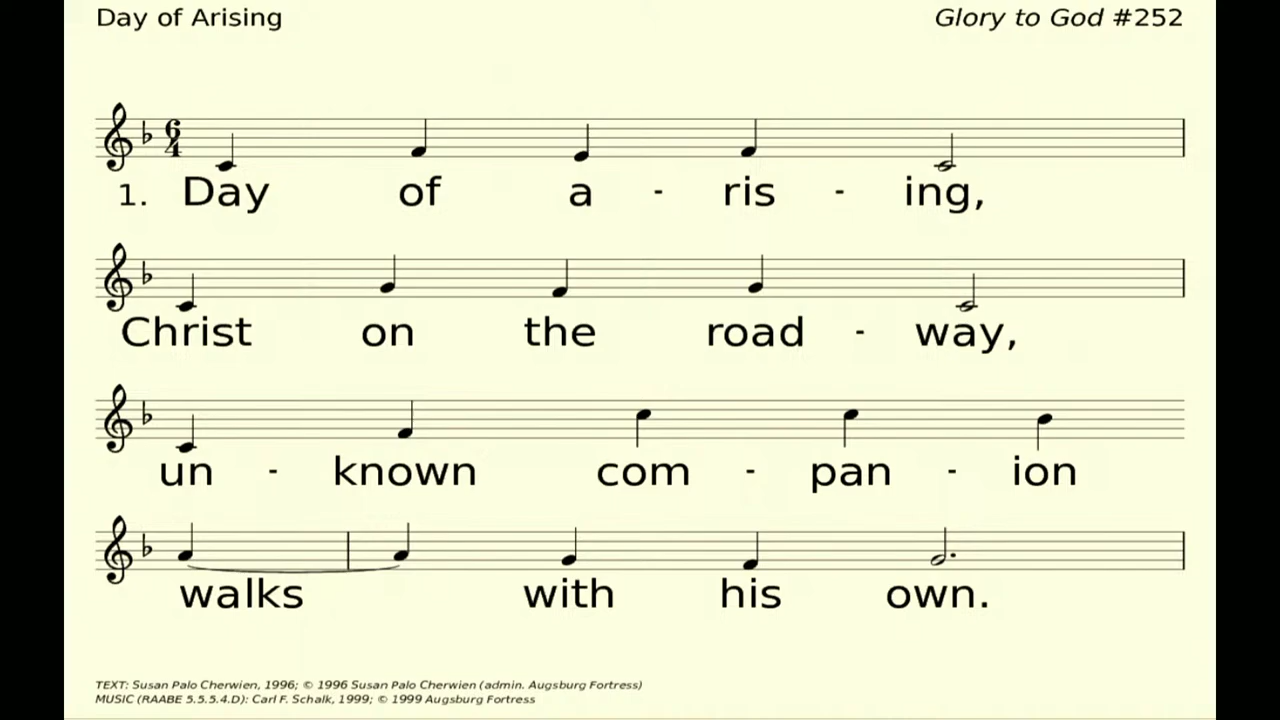 Day of Arising
Glory to God #252
6
4
1. Day of a - ris - ing,
Christ on the road - way,
un - known com - pan - ion
walks with his own.
TEXT: Susan Palo Cherwien, 1996; © 1996 Susan Palo Cherwien (admin. Augsburg Fortress)
MUSIC (RAABE 5.5.5.4.D): Carl F. Schalk, 1999; © 1999 Augsburg Fortress